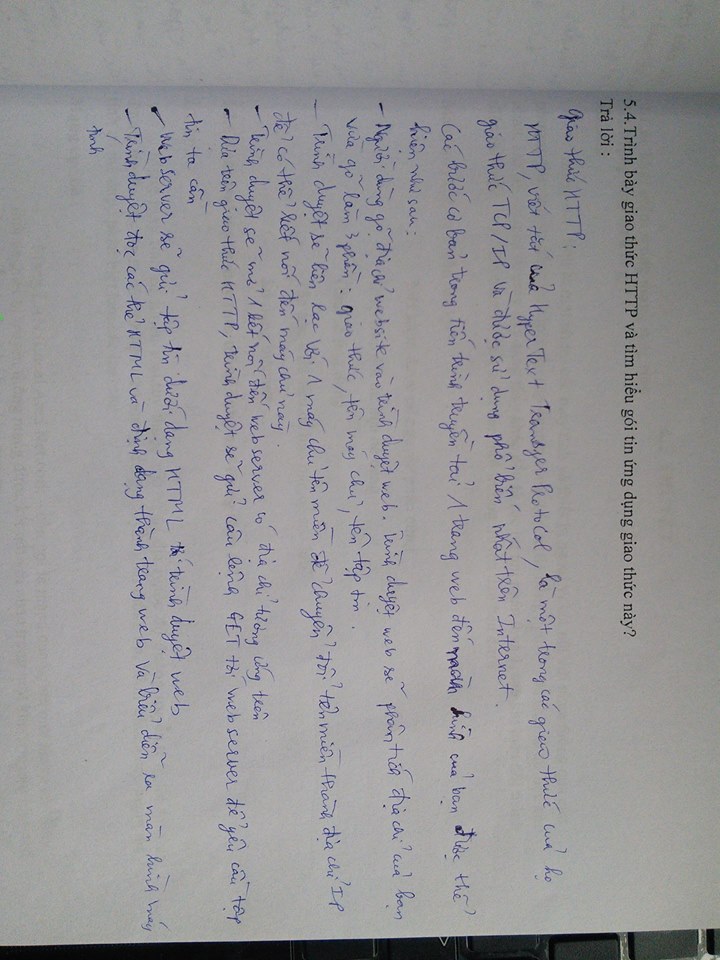 5.4.Trình bày giao thức HTTP và tìm hiểu gói tin ứng dụng giao thức này?
Trả lời :
Giao thức HTTP:
HTTP, viết tắt của HyperText Transfer Protocol, là một trong các giao thức của họ
giao thức TCP/IP và được sử dụng phổ biến nhất trên Internet.
Các bước cơ bản trong tiến trình truyền tải 1 trang web đến màn hình của bạn được thể
hiện như sau:
- Người dùng gõ địa chỉ website vào trình duyệt web. Trình duyệt web sẽ phân tích địa chỉ của bạn
vừa gõ làm 3 phần: giao thức, tên máy chủ, tên tập tin.
- Trình duyệt sẽ liên lạc với 1 máy chủ tên miền để chuyển đổi tên miền thành địa chỉ IP
để có thể kết nối đến máy chủ này.
- Trình duyệt sẽ mở 1 kết nối đến web server có địa chỉ tương ứng trên
- Dựa trên giao thức HTTP, trình duyệt sẽ gửi câu lệnh GET tới web server để yêu cầu tập
tin ta cần
- Web server sẽ gửi tập tin dưới dạng HTML trình duyệt web
- Trình duyệt đọc các thẻ HTML và định dạng thành trang web và biểu diễn ra màn hình máy
tính